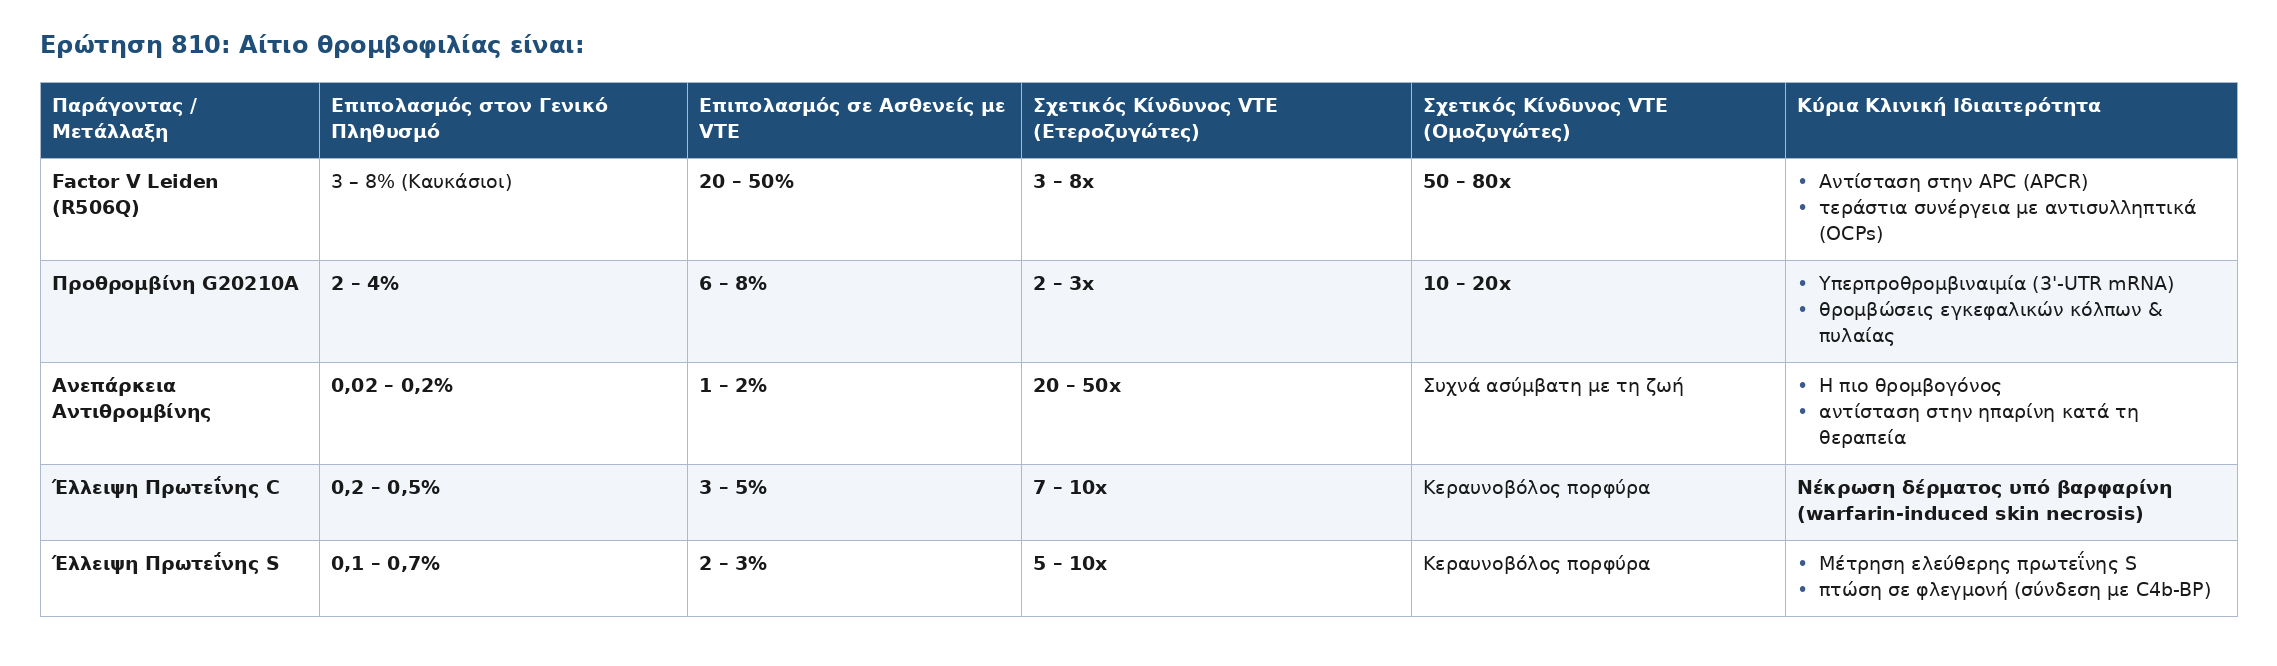 Ερώτηση 810: Αίτιο θρομβοφιλίας είναι:
Παράγοντας /
Μετάλλαξη
Επιπολασμός στον Γενικό
Πληθυσμό
Επιπολασμός σε Ασθενείς με
VTE
Σχετικός Κίνδυνος VTE
(Ετεροζυγώτες)
Σχετικός Κίνδυνος VTE
(Ομοζυγώτες)
Κύρια Κλινική Ιδιαιτερότητα
Factor V Leiden
(R506Q)
3 – 8% (Καυκάσιοι)
20 – 50%
3 – 8x
50 – 80x
• Αντίσταση στην APC (APCR)
• τεράστια συνέργεια με αντισυλληπτικά
(OCPs)
Προθρομβίνη G20210A
2 – 4%
6 – 8%
2 – 3x
10 – 20x
• Υπερπροθρομβιναιμία (3'-UTR mRNA)
• θρομβώσεις εγκεφαλικών κόλπων &
πυλαίας
Ανεπάρκεια
Αντιθρομβίνης
0,02 – 0,2%
1 – 2%
20 – 50x
Συχνά ασύμβατη με τη ζωή
• Η πιο θρομβογόνος
• αντίσταση στην ηπαρίνη κατά τη
θεραπεία
Έλλειψη Πρωτεΐνης C
0,2 – 0,5%
3 – 5%
7 – 10x
Κεραυνοβόλος πορφύρα
Νέκρωση δέρματος υπό βαρφαρίνη
(warfarin-induced skin necrosis)
Έλλειψη Πρωτεΐνης S
0,1 – 0,7%
2 – 3%
5 – 10x
Κεραυνοβόλος πορφύρα
• Μέτρηση ελεύθερης πρωτεΐνης S
• πτώση σε φλεγμονή (σύνδεση με C4b-BP)